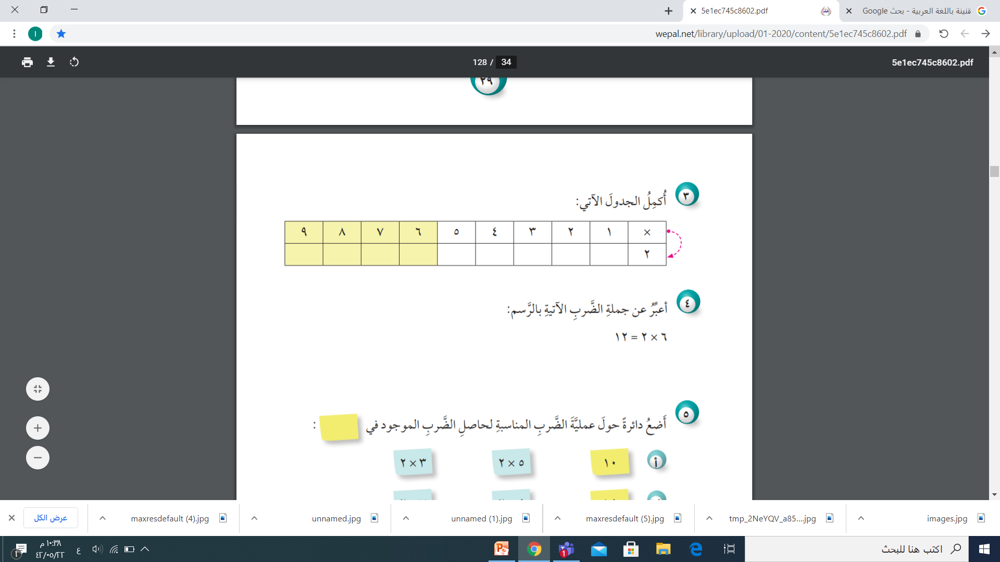 قنينة باللغة العربية - بحث Google
5e1ec745c8602.pdf
wepal.net/library/upload/01-2020/content/5e1ec745c8602.pdf
5e1ec745c8602.pdf
34 / 128
٢٩
٣ أُكمِلُ الجدولَ الآتي:
× ١ ٢ ٣ ٤ ٥ ٦ ٧ ٨ ٩
٢
٤ أعبِّرُ عن جملةِ الضَّربِ الآتيةِ بالرَّسم:
٦ × ٢ = ١٢
٥ أَضعُ دائرةً حولَ عمليَّةَ الضَّربِ المناسبةِ لحاصلِ الضَّربِ الموجود في :
أ ١٠ ٥ × ٢ ٣ × ٢
images.jpg
tmp_2NeYQV_a85....jpg
maxresdefault (5).jpg
unnamed (1).jpg
unnamed.jpg
maxresdefault (4).jpg
عرض الكل
اكتب هنا للبحث
ع
١٠:٣٨ م
٤٢/٠٥/٢٢